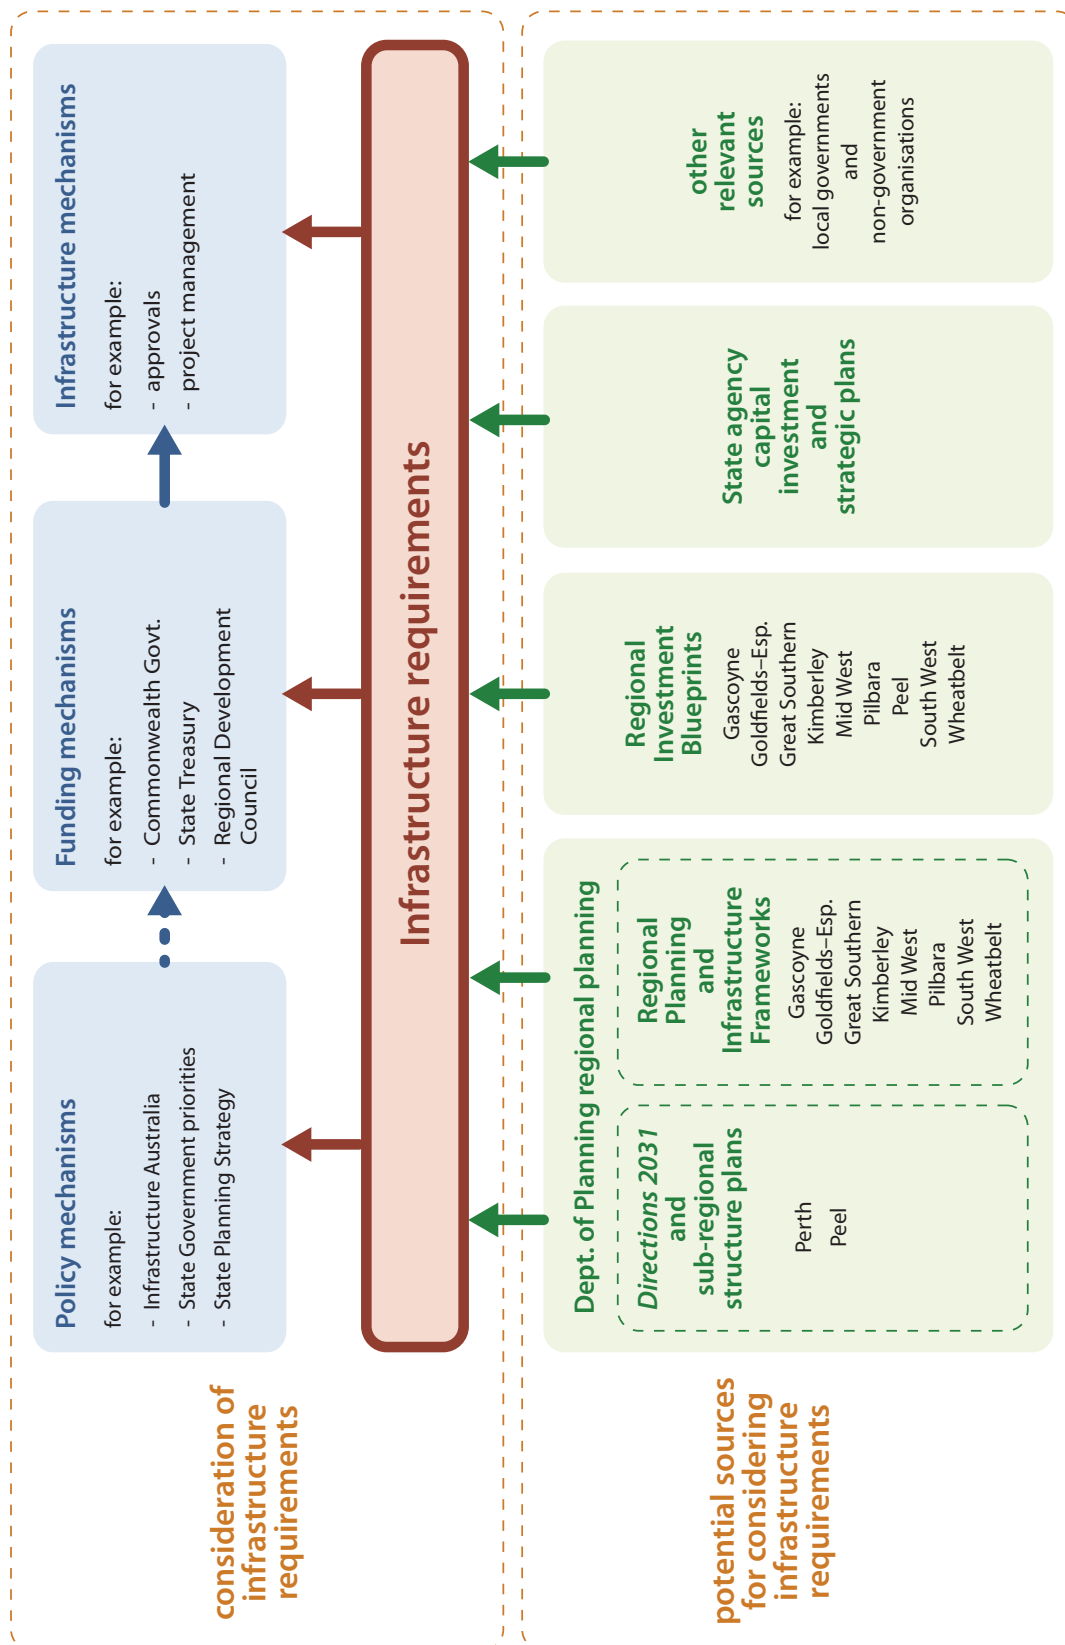 consideration of
infrastructure
requirements
Policy mechanisms
for example:
- Infrastructure Australia
- State Government priorities
- State Planning Strategy
Funding mechanisms
for example:
- Commonwealth Govt.
- State Treasury
- Regional Development
Council
Infrastructure mechanisms
for example:
- approvals
- project management
Infrastructure requirements
potential sources
for considering
infrastructure
requirements
Dept. of Planning regional planning
Directions 2031
and
sub-regional
structure plans
Perth
Peel
Regional
Planning
and
Infrastructure
Frameworks
Gascoyne
Goldfields–Esp.
Great Southern
Kimberley
Mid West
Pilbara
South West
Wheatbelt
Regional
Investment
Blueprints
Gascoyne
Goldfields–Esp.
Great Southern
Kimberley
Mid West
Pilbara
Peel
South West
Wheatbelt
State agency
capital
investment
and
strategic plans
other
relevant
sources
for example:
local governments
and
non-government
organisations